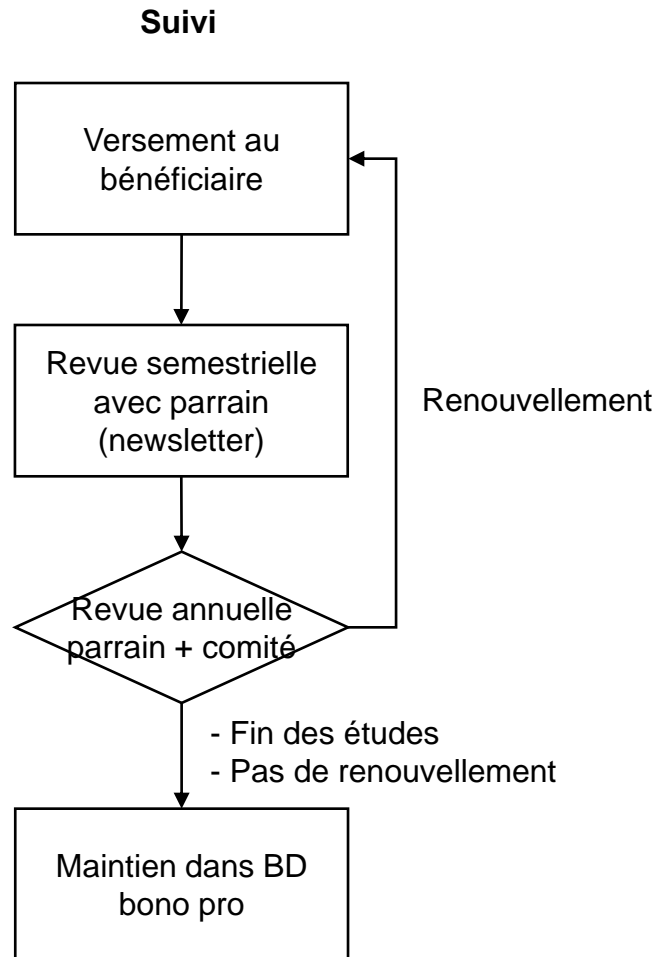 Suivi
Versement au
bénéficiaire
Revue semestrielle
avec parrain
(newsletter)
Renouvellement
Revue annuelle
parrain + comité
- Fin des études
- Pas de renouvellement
Maintien dans BD
bono pro